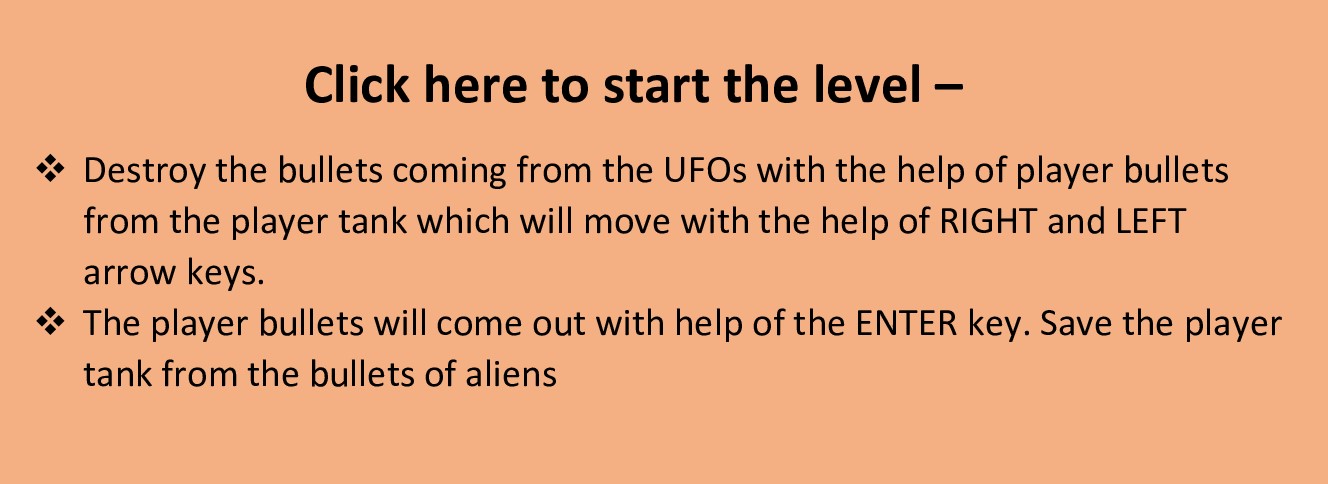 Click here to start the level –
❖ Destroy the bullets coming from the UFOs with the help of player bullets
from the player tank which will move with the help of RIGHT and LEFT
arrow keys.
❖ The player bullets will come out with help of the ENTER key. Save the player
tank from the bullets of aliens